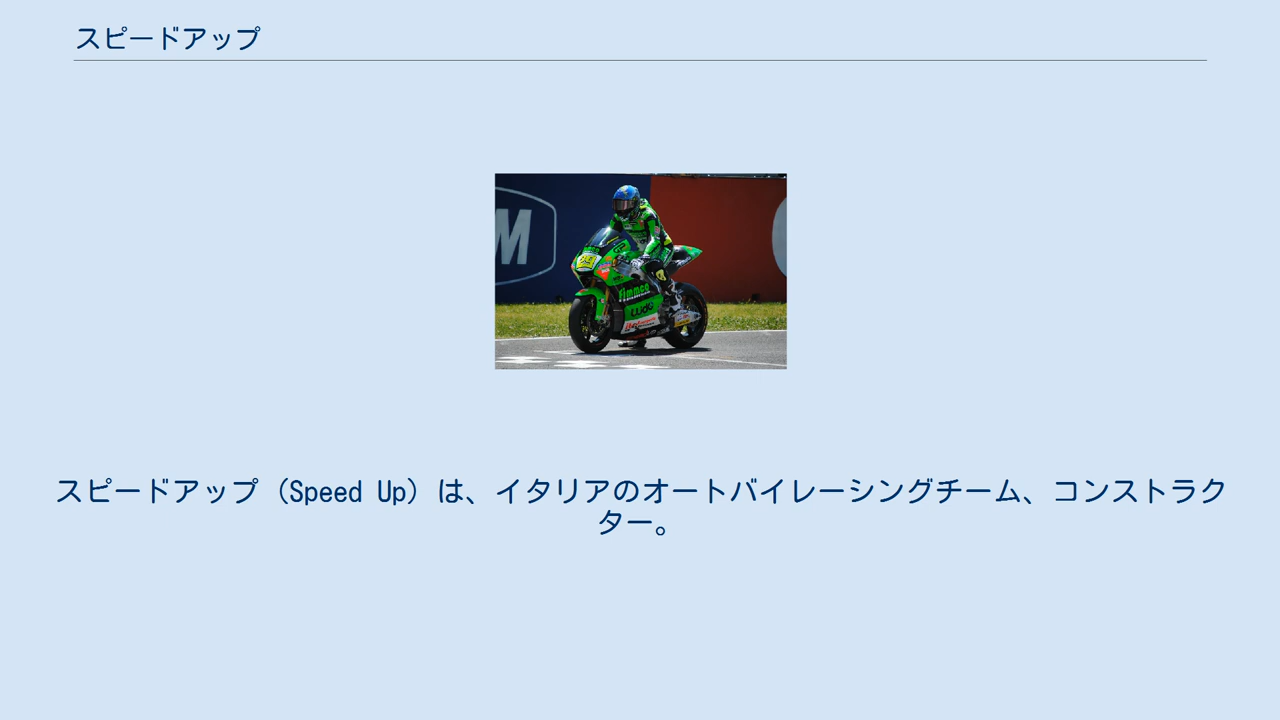 スピードアップ
M
Timmee
スピードアップ（Speed Up）は、イタリアのオートバイレーシングチーム、コンストラク
ター。